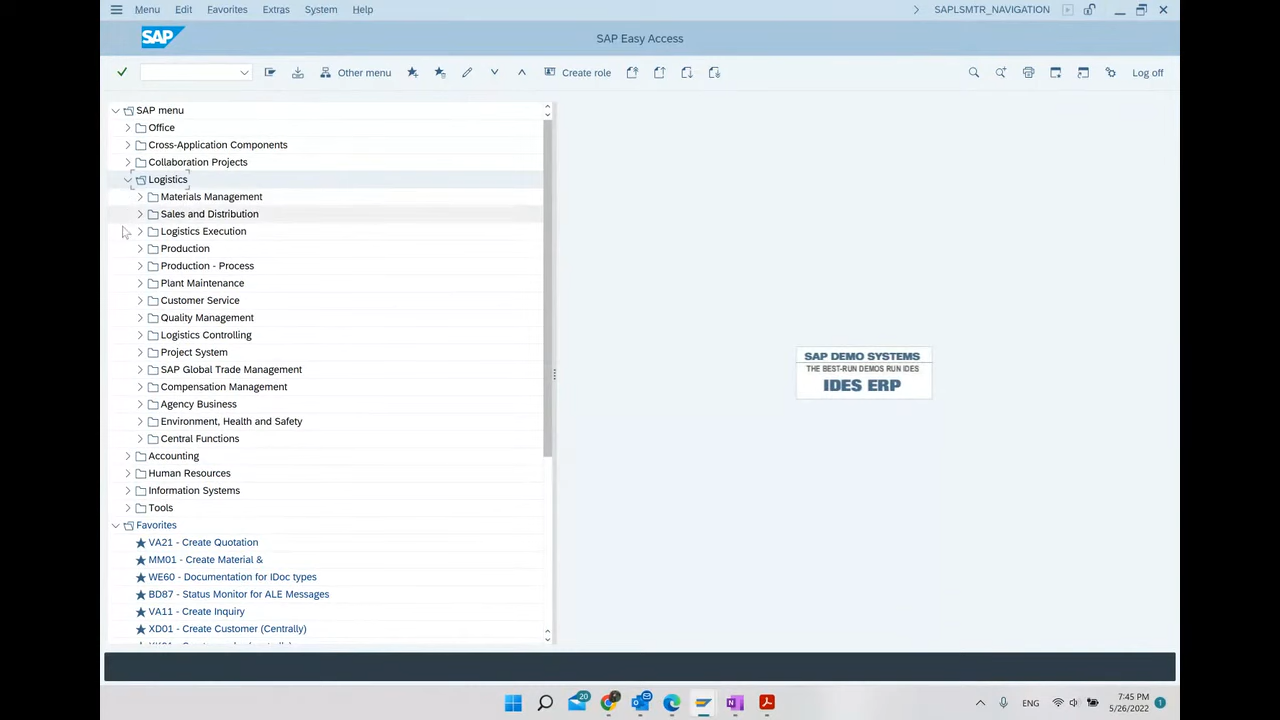 Menu Edit Favorites Extras System Help SAPLSMTR_NAVIGATION
SAP SAP Easy Access
Other menu Create role Log off
SAP menu
Office
Cross-Application Components
Collaboration Projects
Logistics
Materials Management
Sales and Distribution
Logistics Execution
Production
Production - Process
Plant Maintenance
Customer Service
Quality Management
Logistics Controlling
Project System
SAP Global Trade Management
Compensation Management
Agency Business
Environment, Health and Safety
Central Functions
Accounting
Human Resources
Information Systems
Tools
Favorites
VA21 - Create Quotation
MM01 - Create Material &
WE60 - Documentation for IDoc types
BD87 - Status Monitor for ALE Messages
VA11 - Create Inquiry
XD01 - Create Customer (Centrally)
SAP DEMO SYSTEMS
THE BEST-RUN DEMOS RUN IDES
IDES ERP
20
ENG
7:45 PM
5/26/2022
1